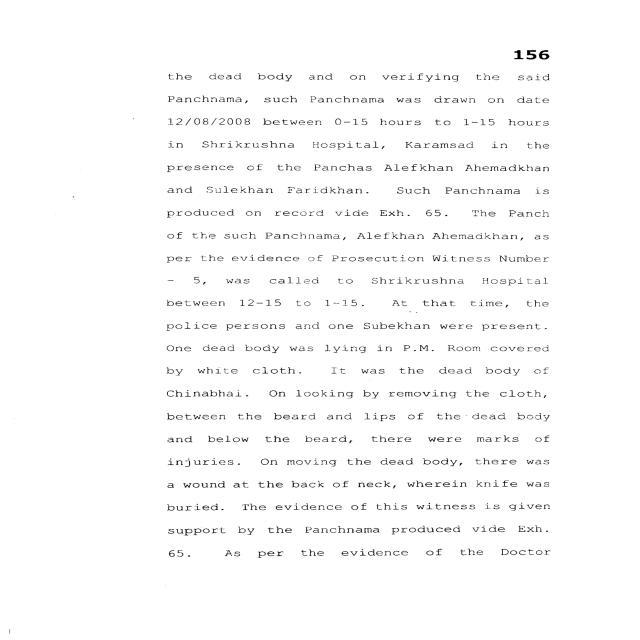 156
the dead body and on verifying the said
Panchnama, such Panchnama was drawn on date
12/08/2008 between 0-15 hours to 1-15 hours
in Shrikrushna Hospital, Karamsad in the
presence of the Panchas Alefkhan Ahemadkhan
and Sulekhan Faridkhan. Such Panchnama is
produced on record vide Exh. 65. The Panch
of the such Panchnama, Alefkhan Ahemadkhan, as
per the evidence of Prosecution Witness Number
- 5, was called to Shrikrushna Hospital
between 12-15 to 1-15. At that time, the
police persons and one Subekhan were present.
One dead body was lying in P.M. Room covered
by white cloth. It was the dead body of
Chinabhai. On looking by removing the cloth,
between the beard and lips of the dead body
and below the beard, there were marks of
injuries. On moving the dead body, there was
a wound at the back of neck, wherein knife was
buried. The evidence of this witness is given
support by the Panchnama produced vide Exh.
65. As per the evidence of the Doctor